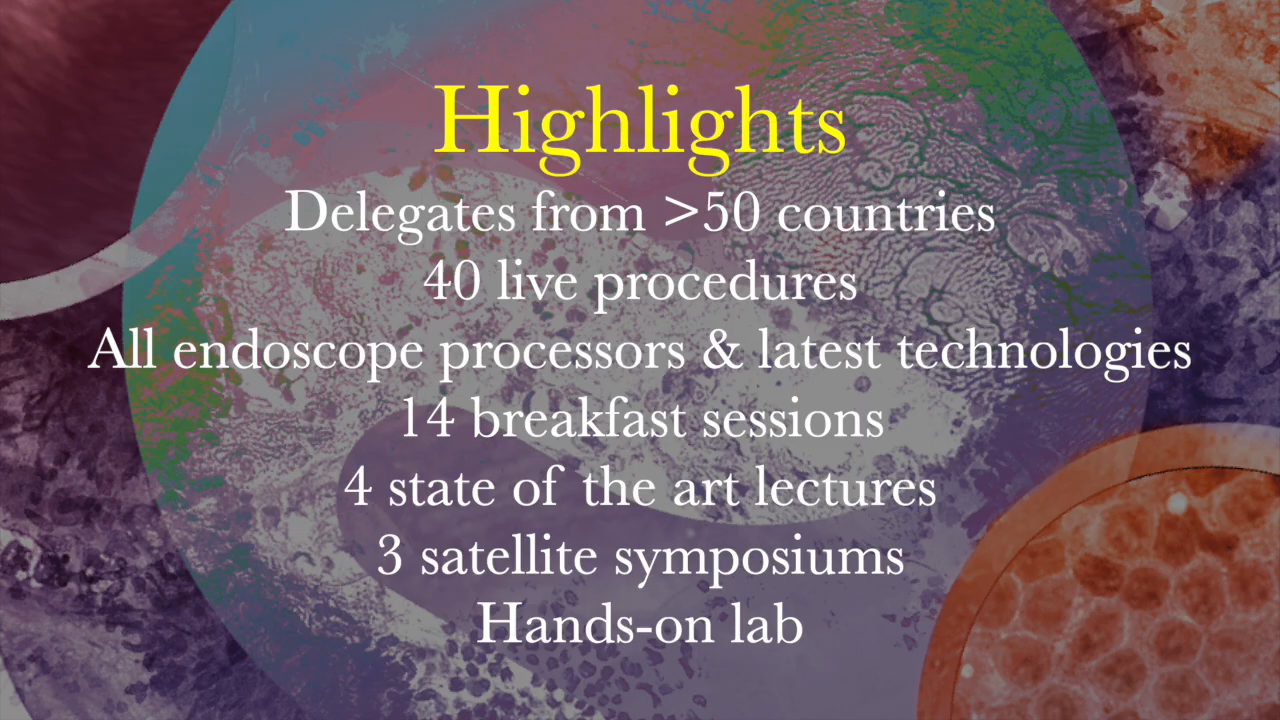 Highlights
Delegates from >50 countries
40 live procedures
All endoscope processors & latest technologies
14 breakfast sessions
4 state of the art lectures
3 satellite symposiums
Hands-on lab